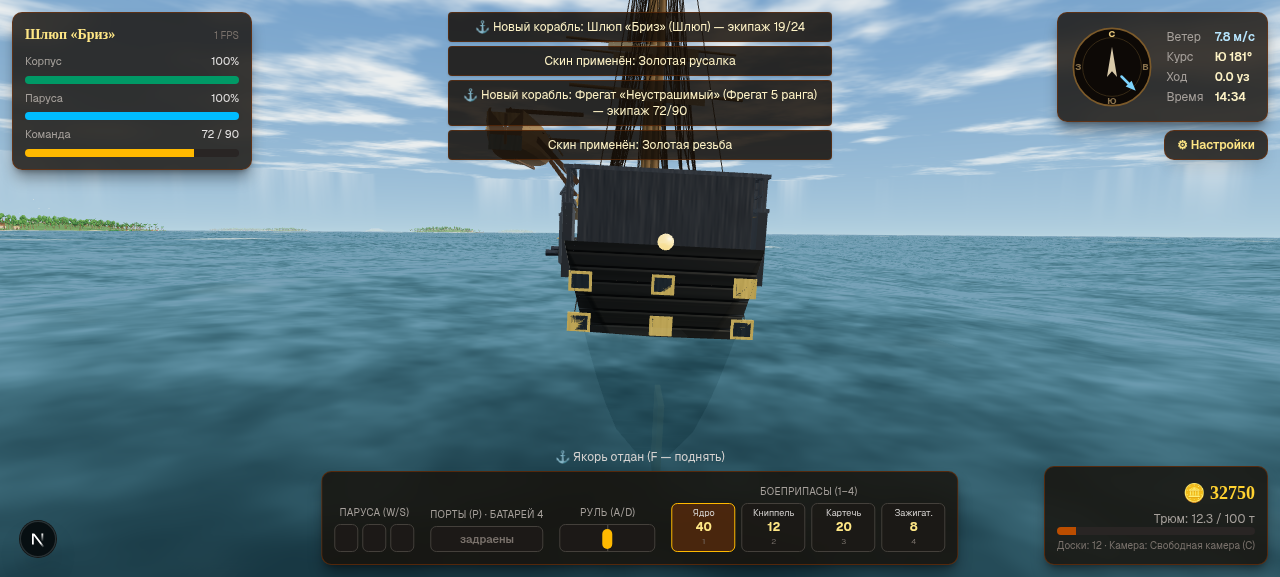 Шлюп «Бриз»
1 FPS
Корпус
100%
Паруса
100%
Команда
72 / 90
⚓ Новый корабль: Шлюп «Бриз» (Шлюп) — экипаж 19/24
Скин применён: Золотая русалка
⚓ Новый корабль: Фрегат «Неустрашимый» (Фрегат 5 ранга)
— экипаж 72/90
Скин применён: Золотая резьба
С
З
В
Ю
Ветер 7.8 м/с
Курс Ю 181°
Ход 0.0 уз
Время 14:34
⚙ Настройки
⚓ Якорь отдан (F — поднять)
ПАРУСА (W/S)
ПОРТЫ (P) · БАТАРЕЙ 4
задраены
РУЛЬ (A/D)
БОЕПРИПАСЫ (1–4)
Ядро
40
1
Книппель
12
2
Картечь
20
3
Зажигат.
8
4
N
🪙 32750
Трюм: 12.3 / 100 т
Доски: 12 · Камера: Свободная камера (C)